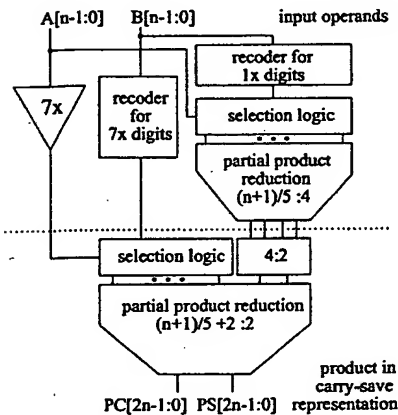 A[n-1:0] B[n-1:0] input operands
recoder for
1x digits
7x
recoder
for
7x digits
selection logic
partial product
reduction
(n+1)/5 :4
selection logic
4:2
partial product reduction
(n+1)/5 +2 :2
product in
carry-save
representation
PC[2n-1:0] PS[2n-1:0]